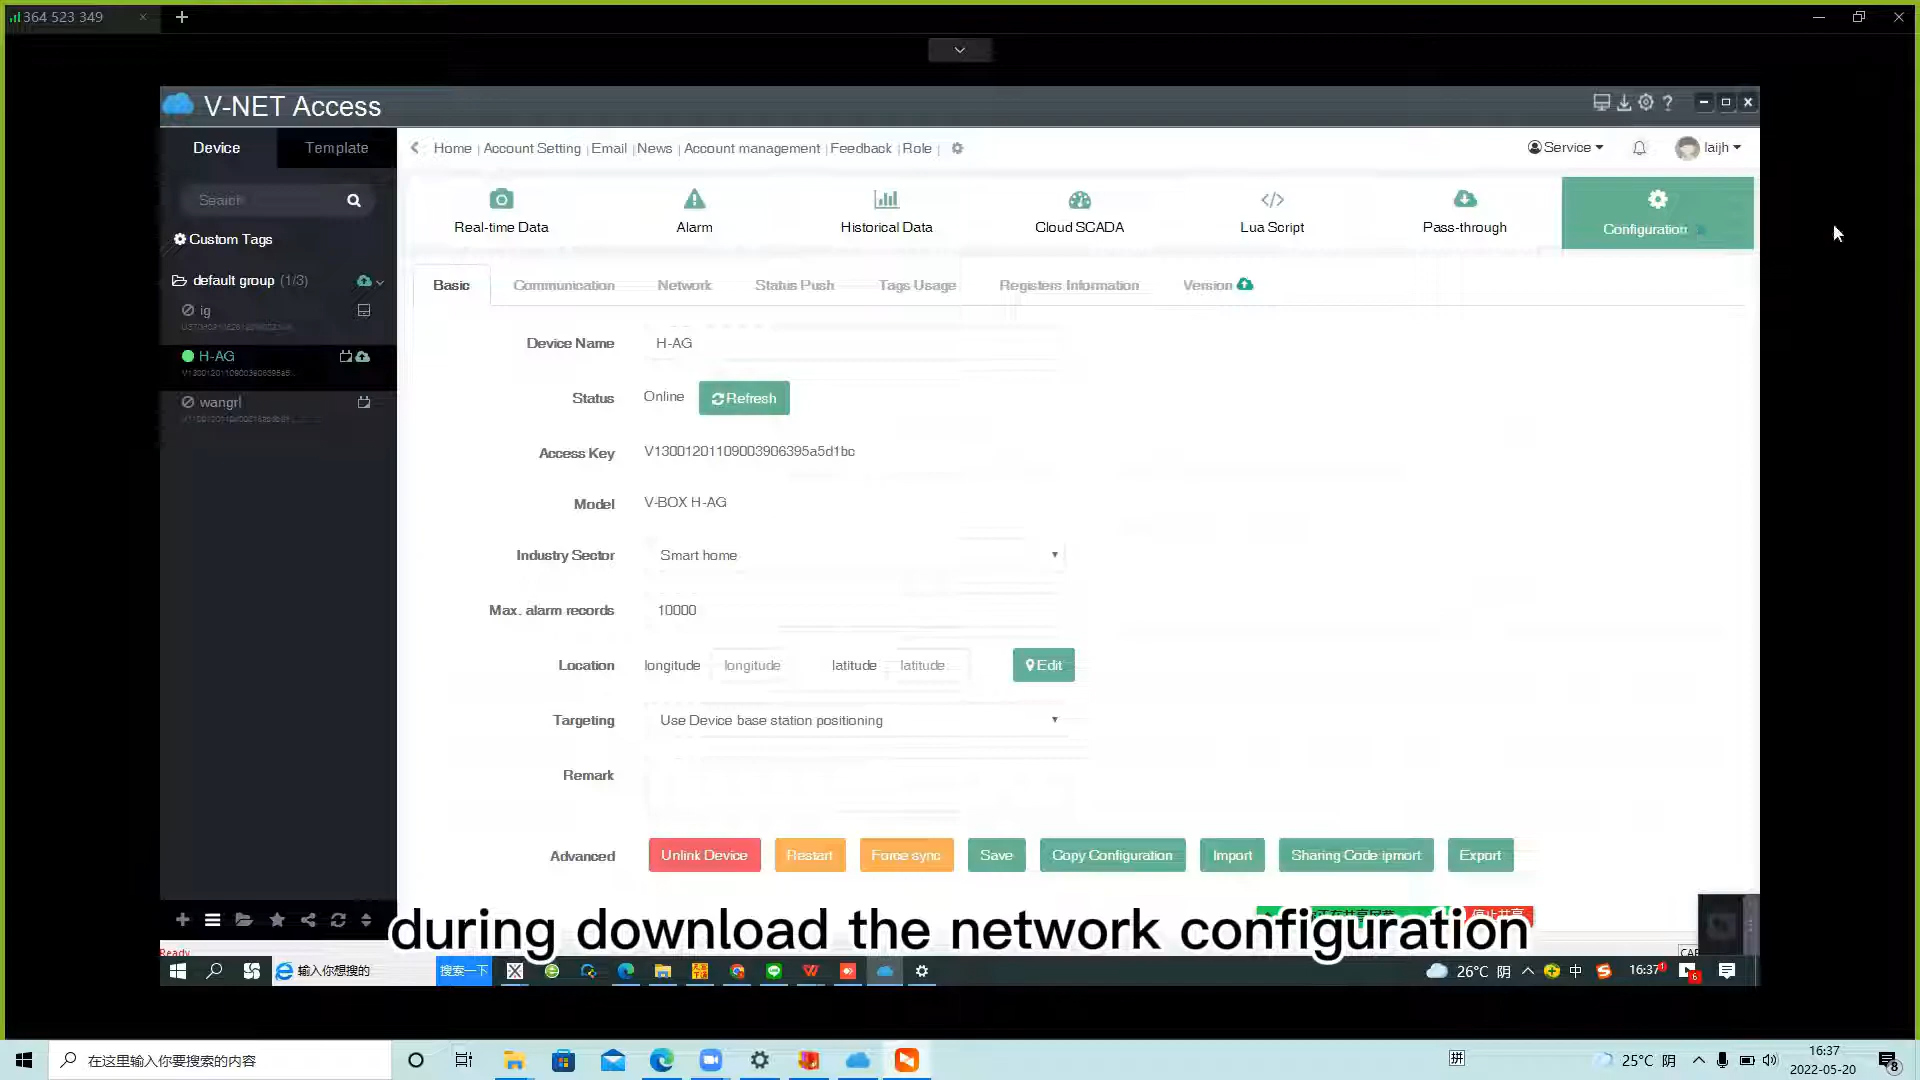 364 523 349
V-NET Access
Device
Template
Home | Account Setting | Email | News | Account management | Feedback | Role |
Service
laijh
Search
Custom Tags
default group (1/3)
ig
H-AG
wangrl
Real-time Data
Alarm
Historical Data
Cloud SCADA
Lua Script
Pass-through
Configuration
Basic
Communication
Network
Status Push
Tags Usage
Registers Information
Version
Device Name
H-AG
Status
Online
Refresh
Access Key
V13001201109003906395a5d1bc
Model
V-BOX H-AG
Industry Sector
Smart home
Max. alarm records
10000
Location
longitude
longitude
latitude
latitude
Edit
Targeting
Use Device base station positioning
Remark
Advanced
Unlink Device
Restart
Force sync
Save
Copy Configuration
Import
Sharing Code ipmort
Export
during download the network configuration
Ready
输入你想搜的
搜索一下
26°C 阴
中
16:37
在这里输入你要搜索的内容
拼
25°C 阴
16:37
2022-05-20
8